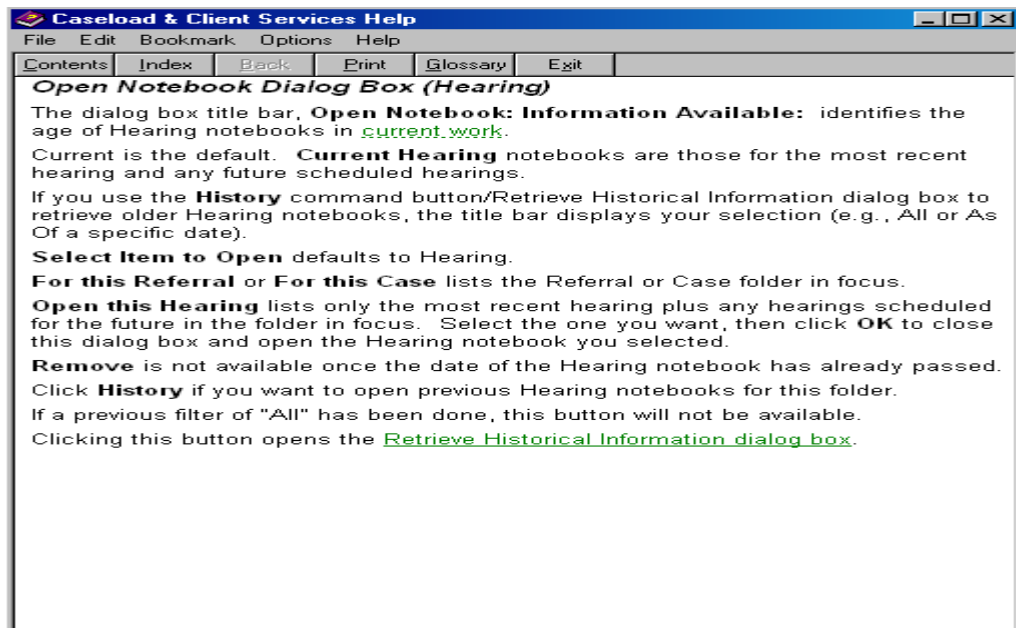 Caseload & Client Services Help
File Edit Bookmark Options Help
Contents Index Back Print Glossary Exit
Open Notebook Dialog Box (Hearing)
The dialog box title bar, Open Notebook: Information Available: identifies the
age of Hearing notebooks in current work.
Current is the default. Current Hearing notebooks are those for the most recent
hearing and any future scheduled hearings.
If you use the History command button/Retrieve Historical Information dialog box to
retrieve older Hearing notebooks, the title bar displays your selection (e.g., All or As
Of a specific date).
Select Item to Open defaults to Hearing.
For this Referral or For this Case lists the Referral or Case folder in focus.
Open this Hearing lists only the most recent hearing plus any hearings scheduled
for the future in the folder in focus. Select the one you want, then click OK to close
this dialog box and open the Hearing notebook you selected.
Remove is not available once the date of the Hearing notebook has already passed.
Click History if you want to open previous Hearing notebooks for this folder.
If a previous filter of "All" has been done, this button will not be available.
Clicking this button opens the Retrieve Historical Information dialog box.